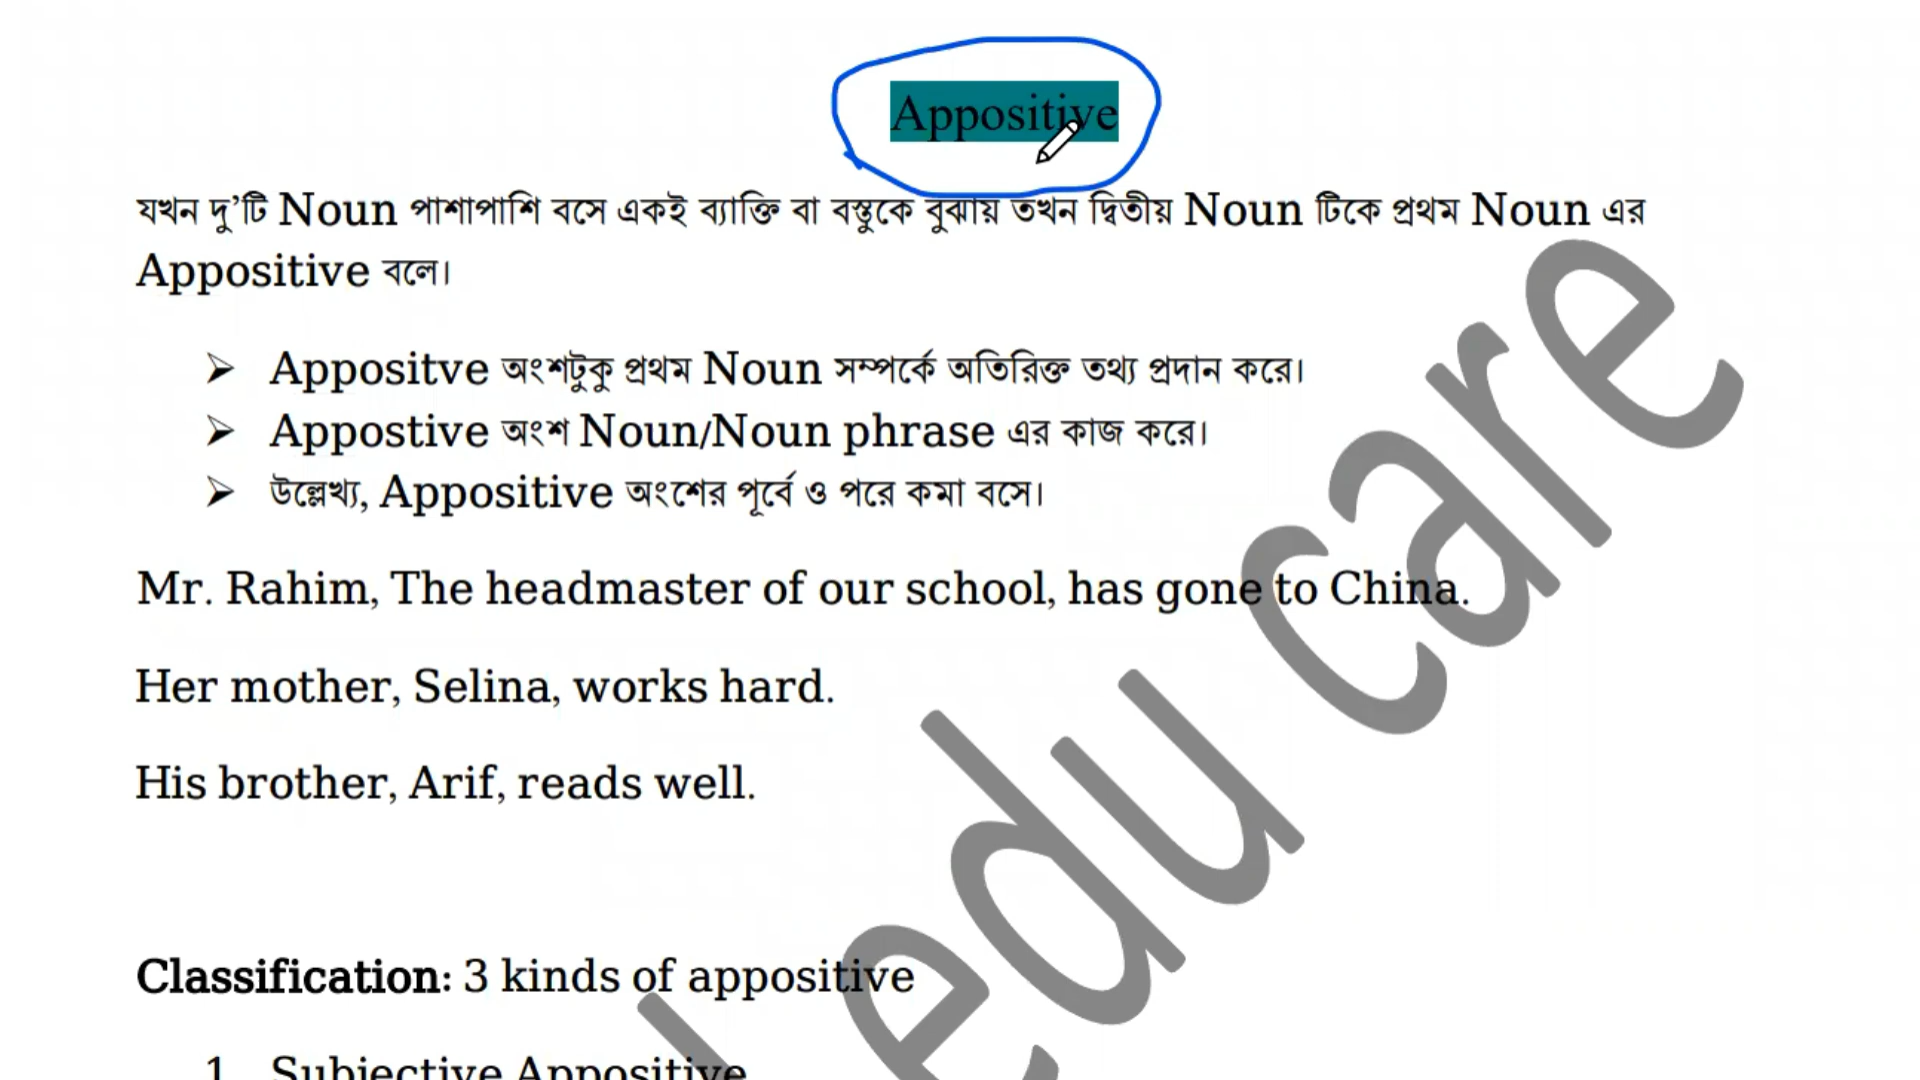 Appositive
যখন দু’টি Noun পাশাপাশি বসে একই ব্যাক্তি বা বস্তুকে বুঝায় তখন দ্বিতীয় Noun টিকে প্রথম Noun এর
Appositive বলে।
➢ Appositve অংশটুকু প্রথম Noun সম্পর্কে অতিরিক্ত তথ্য প্রদান করে।
➢ Appostive অংশ Noun/Noun phrase এর কাজ করে।
➢ উল্লেখ্য, Appositive অংশের পূর্বে ও পরে কমা বসে।
Mr. Rahim, The headmaster of our school, has gone to China.
Her mother, Selina, works hard.
His brother, Arif, reads well.
Classification: 3 kinds of appositive
1. Subjective Appositive
edu care